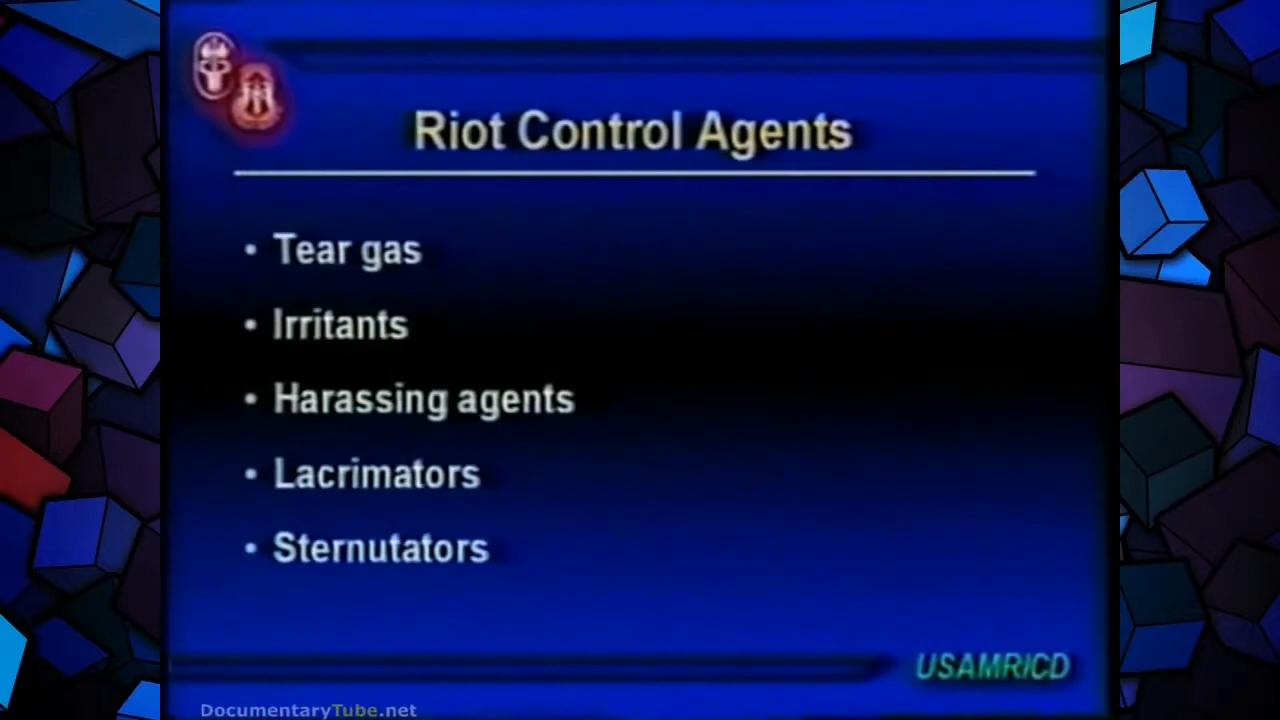 Riot Control Agents
• Tear gas
• Irritants
• Harassing agents
• Lacrimators
• Sternutators
USAMRICD
DocumentaryTube.net